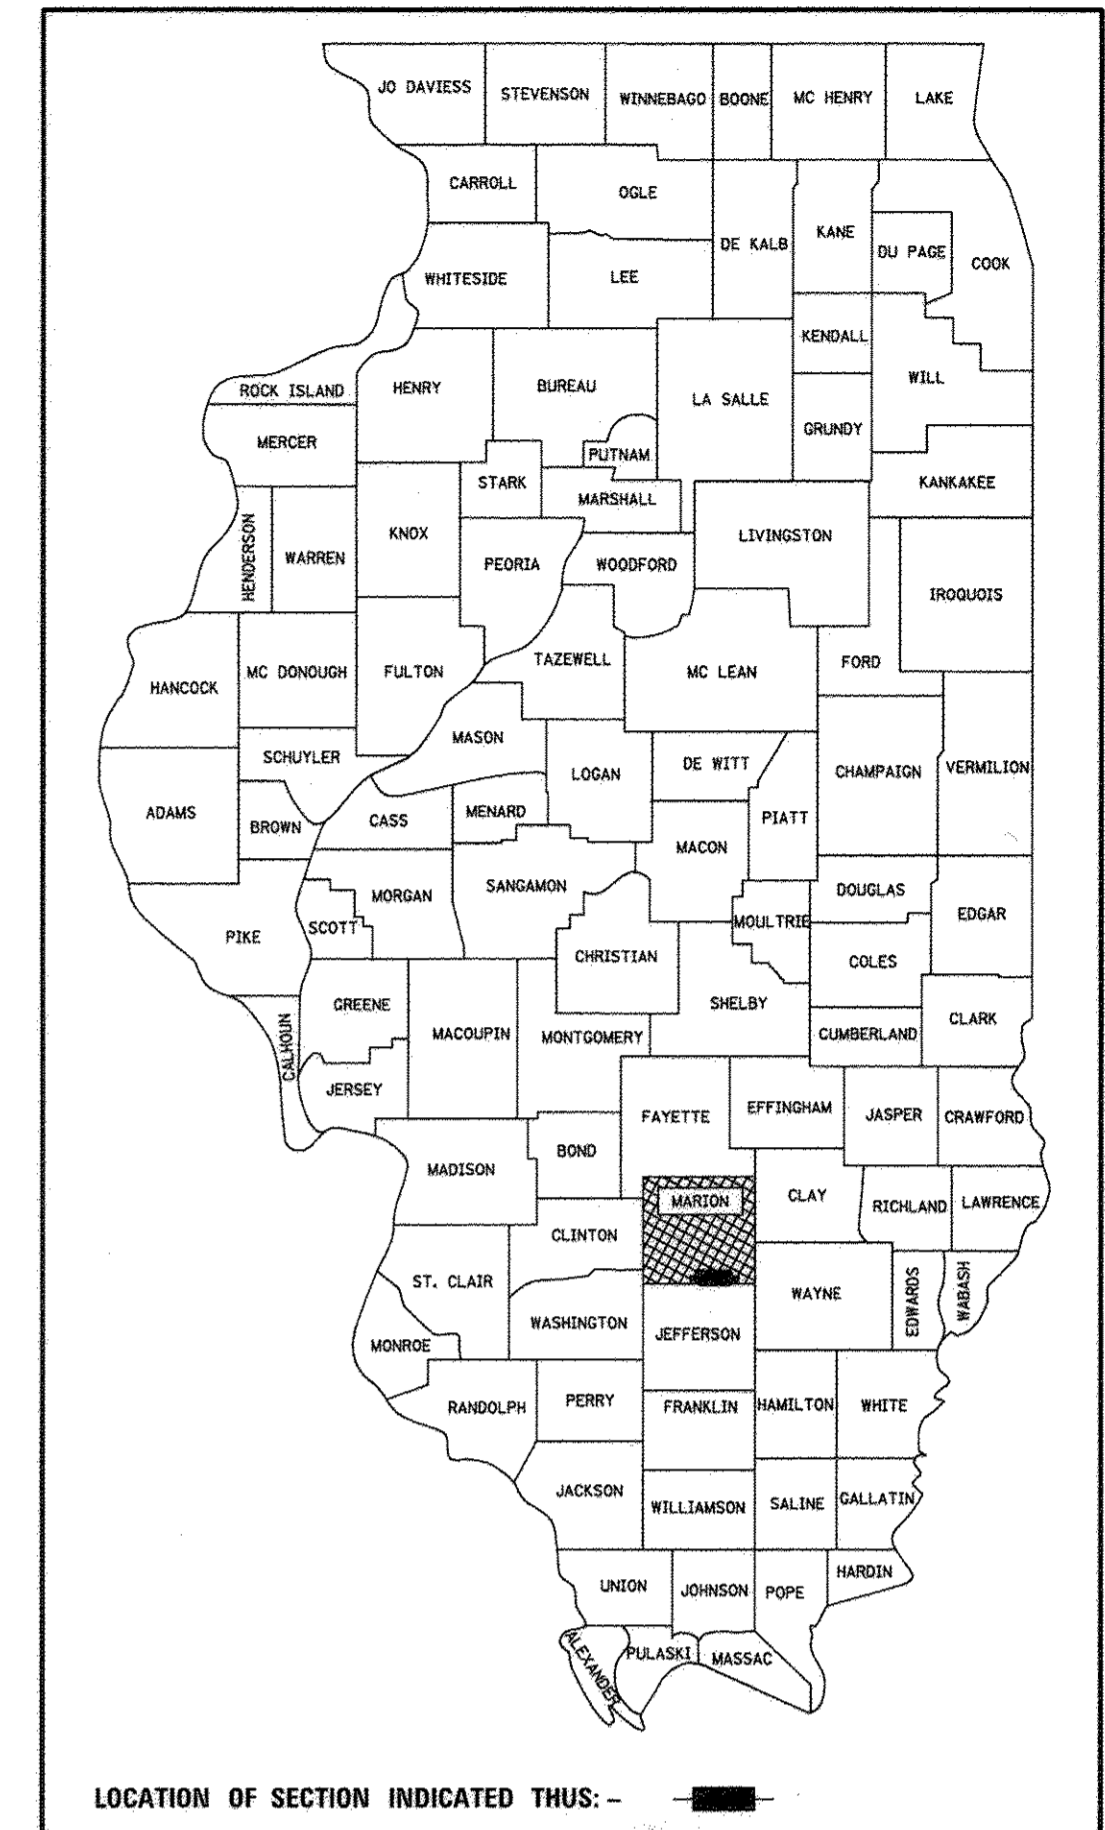 JO DAVIESS
STEVENSON
WINNEBAGO
BOONE
MC HENRY
LAKE
CARROLL
OGLE
DE KALB
KANE
DU PAGE
COOK
WHITESIDE
LEE
KENDALL
WILL
ROCK ISLAND
HENRY
BUREAU
LA SALLE
GRUNDY
MERCER
PUTNAM
STARK
MARSHALL
KANKAKEE
HENDERSON
WARREN
KNOX
PEORIA
WOODFORD
LIVINGSTON
IROQUOIS
HANCOCK
MC DONOUGH
FULTON
TAZEWELL
MC LEAN
FORD
MASON
SCHUYLER
LOGAN
DE WITT
CHAMPAIGN
VERMILION
ADAMS
BROWN
CASS
MENARD
PIATT
MACON
MORGAN
SANGAMON
DOUGLAS
EDGAR
PIKE
SCOTT
CHRISTIAN
MOULTRIE
COLES
SHELBY
GREENE
CALHOUN
MACOUPIN
MONTGOMERY
CUMBERLAND
CLARK
JERSEY
FAYETTE
EFFINGHAM
JASPER
CRAWFORD
MADISON
BOND
MARION
CLAY
RICHLAND
LAWRENCE
CLINTON
ST. CLAIR
WAYNE
EDWARDS
WABASH
WASHINGTON
JEFFERSON
MONROE
RANDOLPH
PERRY
FRANKLIN
HAMILTON
WHITE
JACKSON
WILLIAMSON
SALINE
GALLATIN
UNION
JOHNSON
POPE
HARDIN
ALEXANDER
PULASKI
MASSAC
LOCATION OF SECTION INDICATED THUS: -